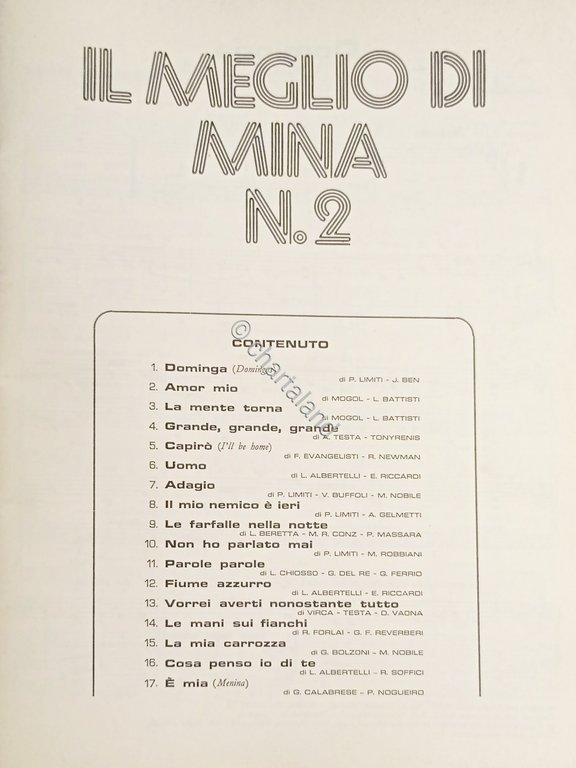 IL MEGLIO DI
MINA
N.2
© chartaland
CONTENUTO
1. Dominga (Domingas)
di P. LIMITI - J. BEN
2. Amor mio
di MOGOL - L. BATTISTI
3. La mente torna
di MOGOL - L. BATTISTI
4. Grande, grande, grande
di A. TESTA - TONYRENIS
5. Capirò (I'll be home)
di F. EVANGELISTI - R. NEWMAN
6. Uomo
di L. ALBERTELLI - E. RICCARDI
7. Adagio
di P. LIMITI - V. BUFFOLI - M. NOBILE
8. Il mio nemico è ieri
di P. LIMITI - A. GELMETTI
9. Le farfalle nella notte
di L. BERETTA - M. R. CONZ - P. MASSARA
10. Non ho parlato mai
di P. LIMITI - M. ROBBIANI
11. Parole parole
di L. CHIOSSO - G. DEL RE - G. FERRIO
12. Fiume azzurro
di L. ALBERTELLI - E. RICCARDI
13. Vorrei averti nonostante tutto
di VIRCA - TESTA - D. VAONA
14. Le mani sui fianchi
di R. FORLAI - G. F. REVERBERI
15. La mia carrozza
di G. BOLZONI - M. NOBILE
16. Cosa penso io di te
di L. ALBERTELLI - R. SOFFICI
17. È mia (Menina)
di G. CALABRESE - P. NOGUEIRO